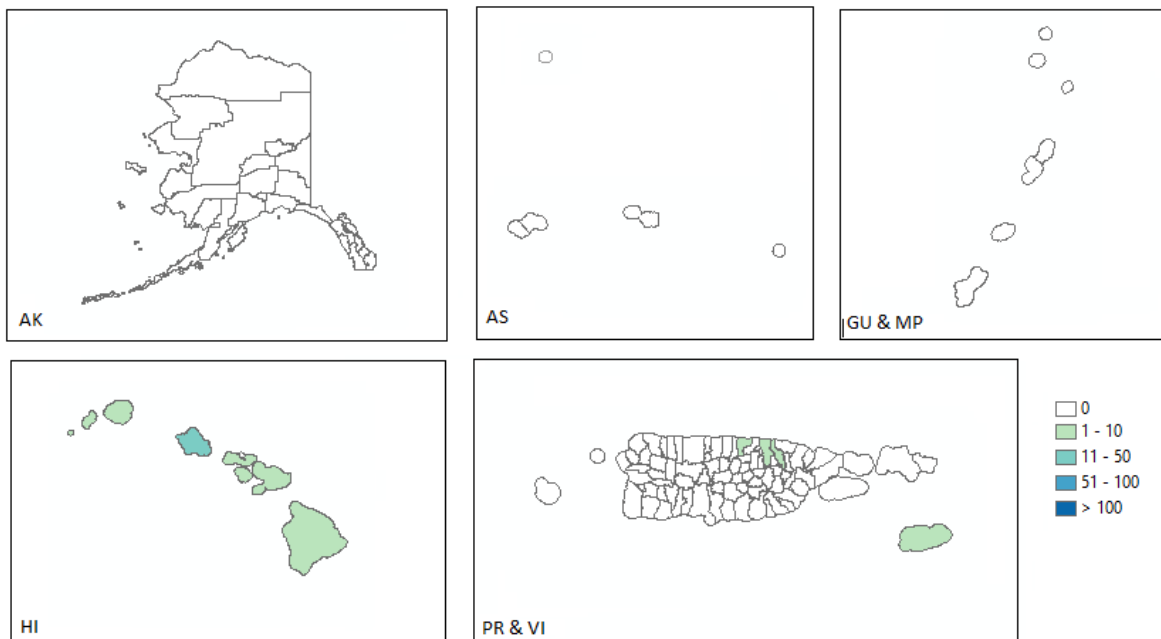 AK
AS
GU & MP
HI
PR & VI
0
1 - 10
11 - 50
51 - 100
> 100